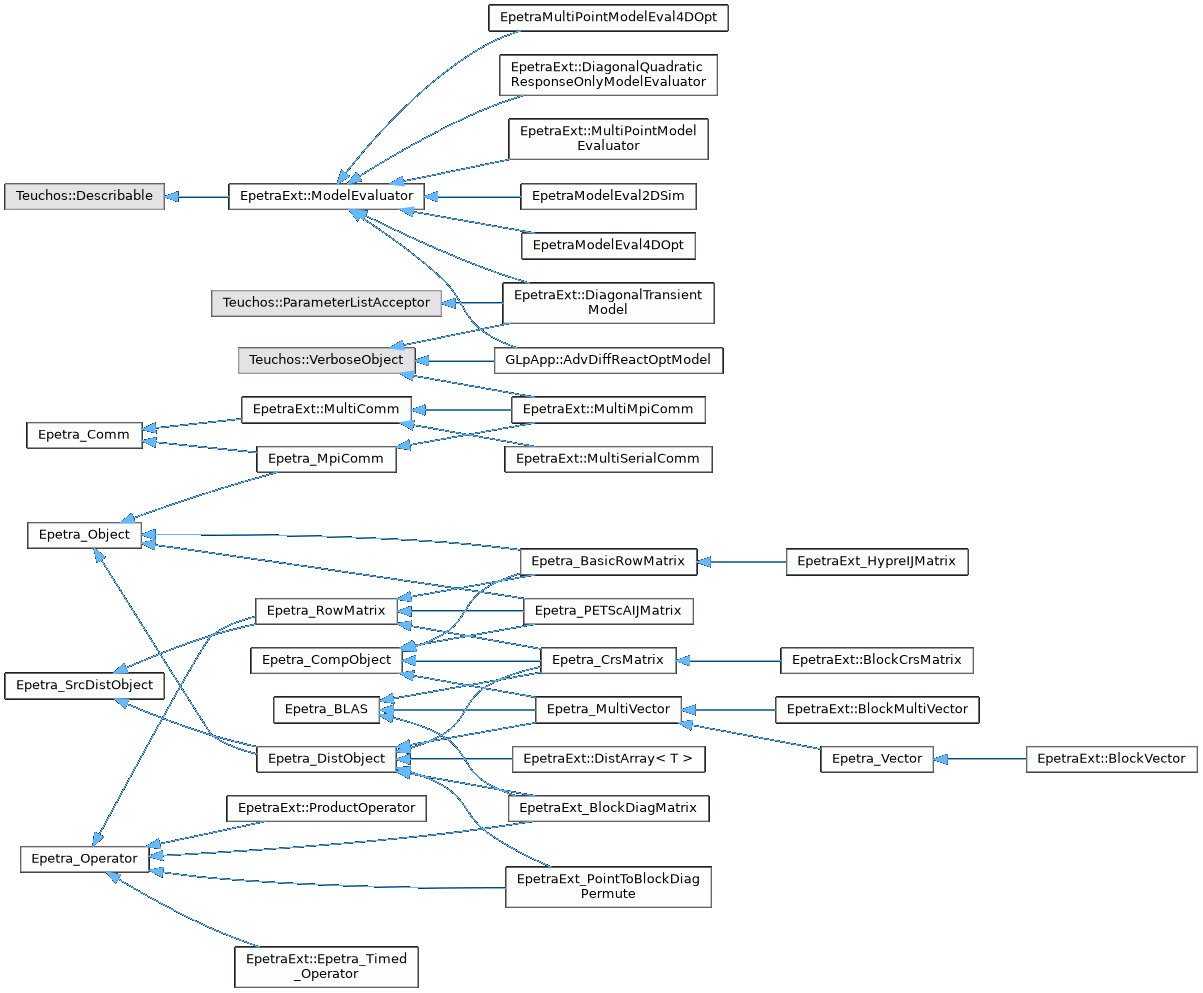 EpetraMultiPointModelEval4DOpt
EpetraExt::DiagonalQuadratic
ResponseOnlyModelEvaluator
EpetraExt::MultiPointModel
Evaluator
Teuchos::Describable
EpetraExt::ModelEvaluator
EpetraModelEval2DSim
EpetraModelEval4DOpt
Teuchos::ParameterListAcceptor
EpetraExt::DiagonalTransient
Model
Teuchos::VerboseObject
GLpApp::AdvDiffReactOptModel
EpetraExt::MultiComm
EpetraExt::MultiMpiComm
Epetra_Comm
Epetra_MpiComm
EpetraExt::MultiSerialComm
Epetra_Object
Epetra_BasicRowMatrix
EpetraExt_HypreIJMatrix
Epetra_RowMatrix
Epetra_PETScAIJMatrix
Epetra_CompObject
Epetra_CrsMatrix
EpetraExt::BlockCrsMatrix
Epetra_SrcDistObject
Epetra_BLAS
Epetra_MultiVector
EpetraExt::BlockMultiVector
Epetra_DistObject
EpetraExt::DistArray< T >
Epetra_Vector
EpetraExt::BlockVector
EpetraExt::ProductOperator
EpetraExt_BlockDiagMatrix
Epetra_Operator
EpetraExt_PointToBlockDiag
Permute
EpetraExt::Epetra_Timed
_Operator